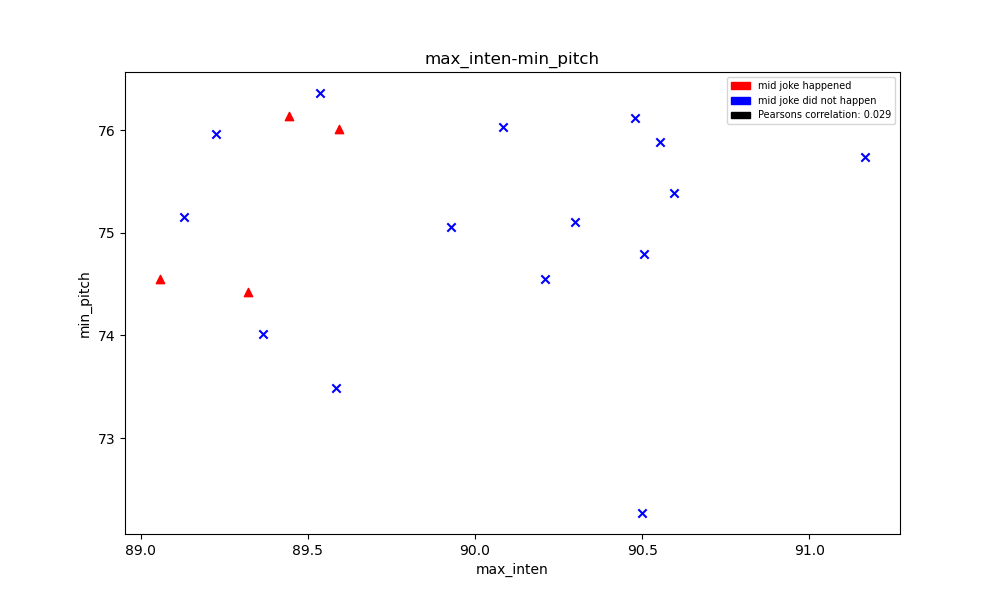 max_inten-min_pitch
mid joke happened
mid joke did not happen
Pearsons correlation: 0.029
76
75
74
73
min_pitch
89.0 89.5 90.0 90.5 91.0
max_inten